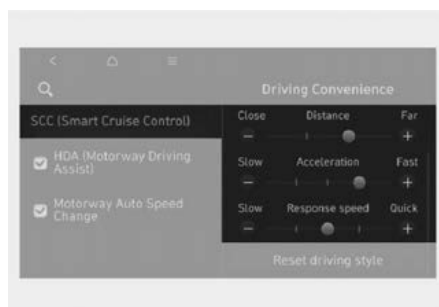 Driving Convenience
SCC (Smart Cruise Control)
HDA (Motorway Driving
Assist)
Motorway Auto Speed
Change
Close Distance Far
Slow Acceleration Fast
Slow Response speed Quick
Reset driving style